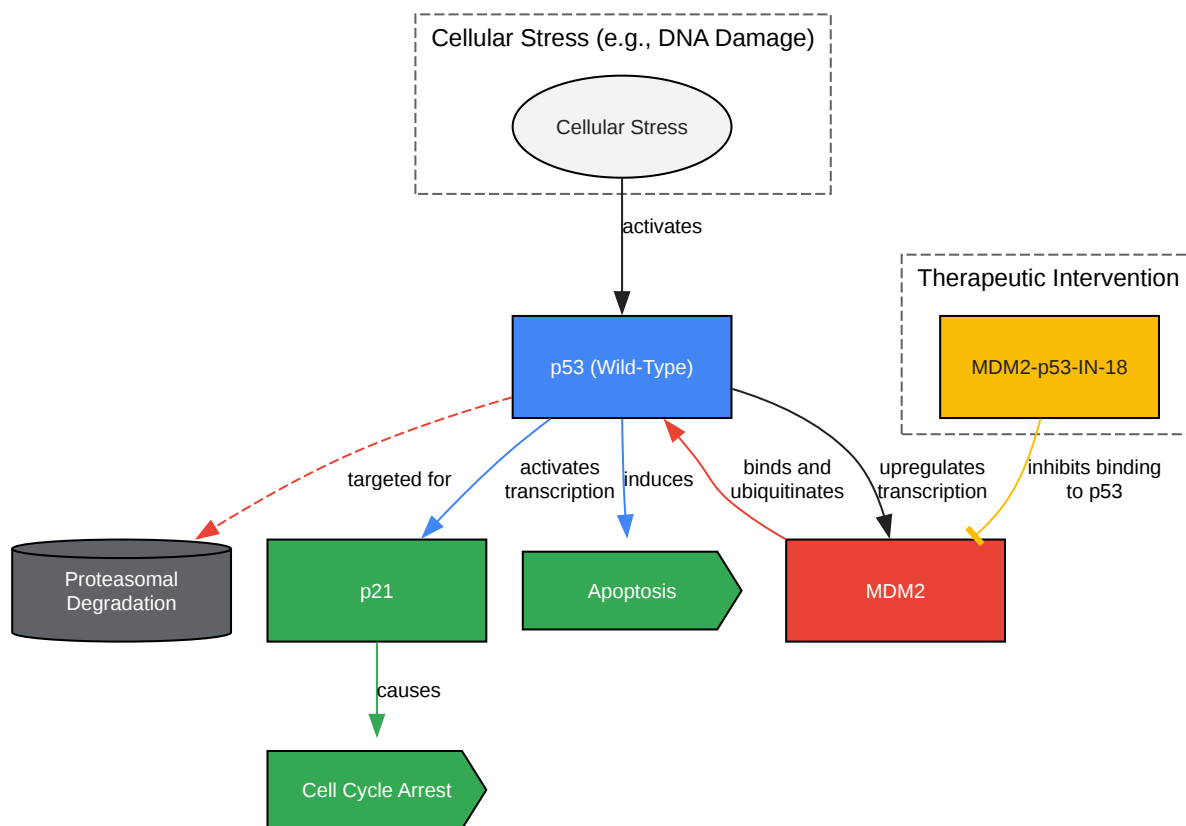 Cellular Stress (e.g., DNA Damage)
Cellular Stress
activates
Therapeutic Intervention
p53 (Wild-Type)
MDM2-p53-IN-18
targeted for
activates
transcription
induces
binds and
ubiquitinates
upregulates
transcription
inhibits binding
to p53
Proteasomal
Degradation
p21
Apoptosis
MDM2
causes
Cell Cycle Arrest